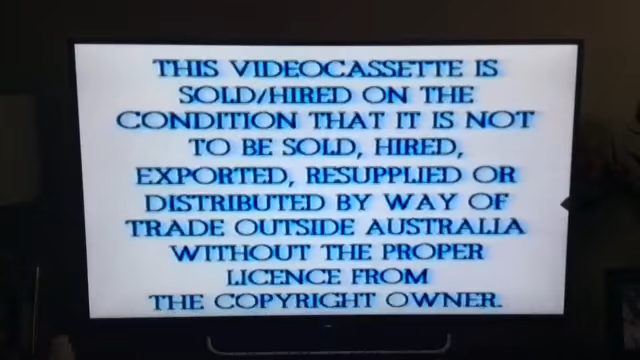 THIS VIDEOCASSETTE IS
SOLD/HIRED ON THE
CONDITION THAT IT IS NOT
TO BE SOLD, HIRED,
EXPORTED, RESUPPLIED OR
DISTRIBUTED BY WAY OF
TRADE OUTSIDE AUSTRALIA
WITHOUT THE PROPER
LICENCE FROM
THE COPYRIGHT OWNER.